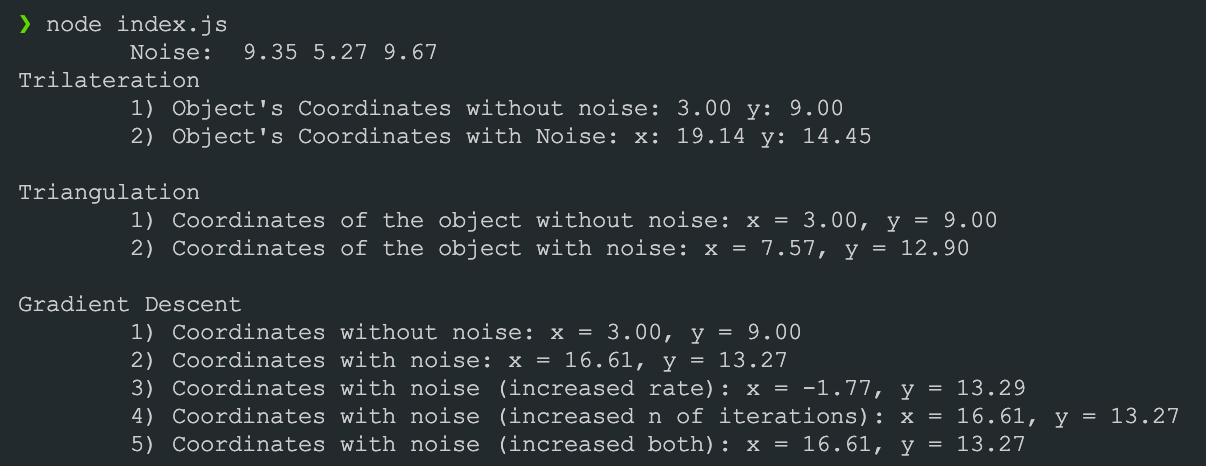 ❯ node index.js
Noise: 9.35 5.27 9.67
Trilateration
1) Object's Coordinates without noise: 3.00 y: 9.00
2) Object's Coordinates with Noise: x: 19.14 y: 14.45
Triangulation
1) Coordinates of the object without noise: x = 3.00, y = 9.00
2) Coordinates of the object with noise: x = 7.57, y = 12.90
Gradient Descent
1) Coordinates without noise: x = 3.00, y = 9.00
2) Coordinates with noise: x = 16.61, y = 13.27
3) Coordinates with noise (increased rate): x = -1.77, y = 13.29
4) Coordinates with noise (increased n of iterations): x = 16.61, y = 13.27
5) Coordinates with noise (increased both): x = 16.61, y = 13.27